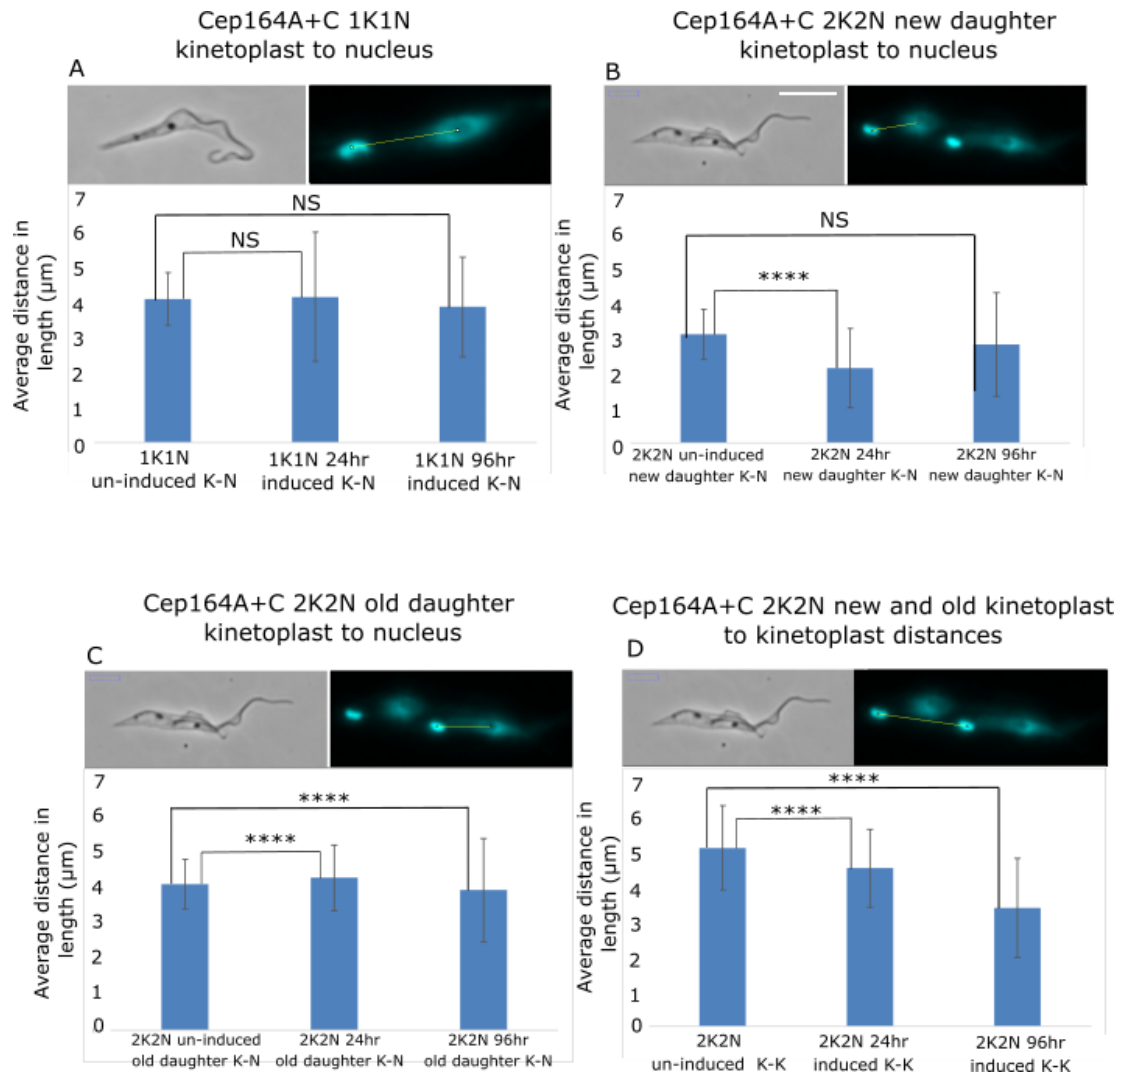 Cep164A+C 1K1N
kinetoplast to nucleus
A
Average distance in
length (µm)
7
6
5
4
3
2
1
0
NS
NS
1K1N
un-induced K-N
1K1N 24hr
induced K-N
1K1N 96hr
induced K-N
Cep164A+C 2K2N new daughter
kinetoplast to nucleus
B
Average distance in
length (µm)
7
6
5
4
3
2
1
0
NS
****
2K2N un-induced
new daughter K-N
2K2N 24hr
new daughter K-N
2K2N 96hr
new daughter K-N
Cep164A+C 2K2N old daughter
kinetoplast to nucleus
C
Average distance in
length (µm)
7
6
5
4
3
2
1
0
****
****
2K2N un-induced
old daughter K-N
2K2N 24hr
old daughter K-N
2K2N 96hr
old daughter K-N
Cep164A+C 2K2N new and old kinetoplast
to kinetoplast distances
D
Average distance in
length (µm)
7
6
5
4
3
2
1
0
****
****
2K2N
un-induced K-K
2K2N 24hr
induced K-K
2K2N 96hr
induced K-K